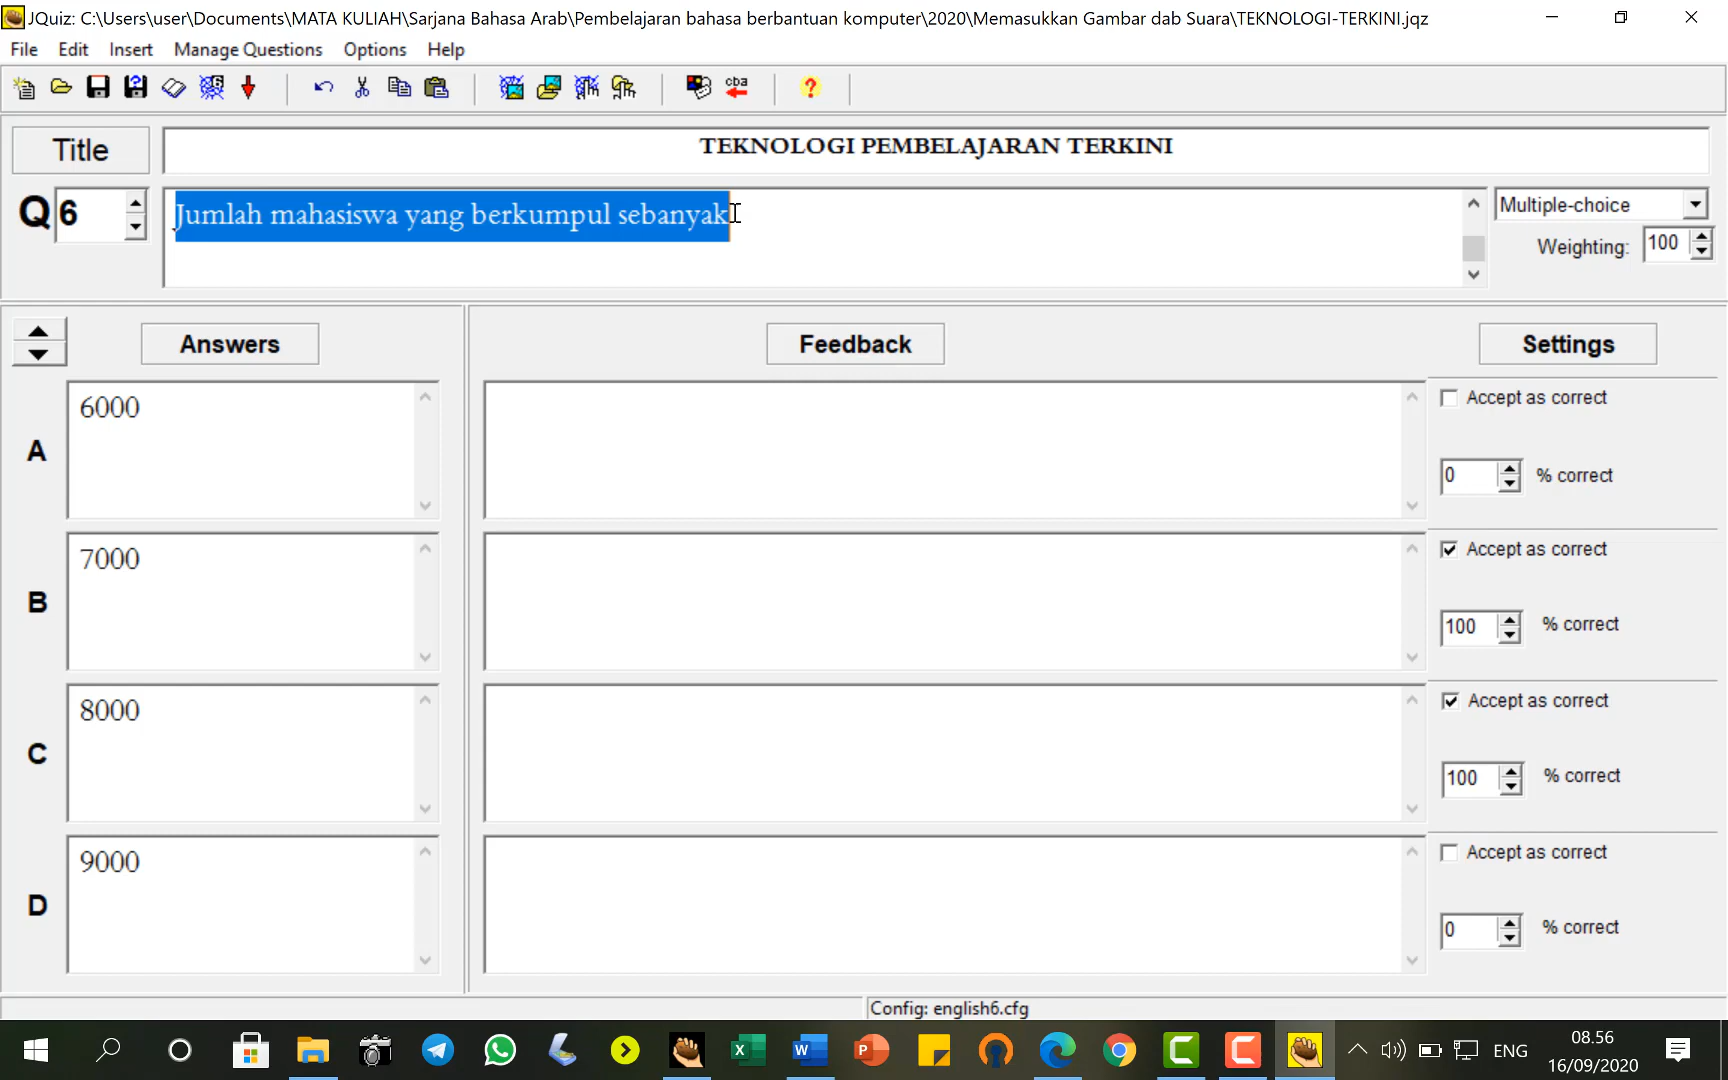 JQuiz: C:\Users\user\Documents\MATA KULIAH\Sarjana Bahasa Arab\Pembelajaran bahasa berbantuan komputer\2020\Memasukkan Gambar dab Suara\TEKNOLOGI-TERKINI.jqz
File Edit Insert Manage Questions Options Help
cba
?
Title
TEKNOLOGI PEMBELAJARAN TERKINI
Q 6
Jumlah mahasiswa yang berkumpul sebanyak
Multiple-choice
Weighting: 100
Answers
Feedback
Settings
A
6000
Accept as correct
0 % correct
B
7000
Accept as correct
100 % correct
C
8000
Accept as correct
100 % correct
D
9000
Accept as correct
0 % correct
Config: english6.cfg
ENG
08.56
16/09/2020